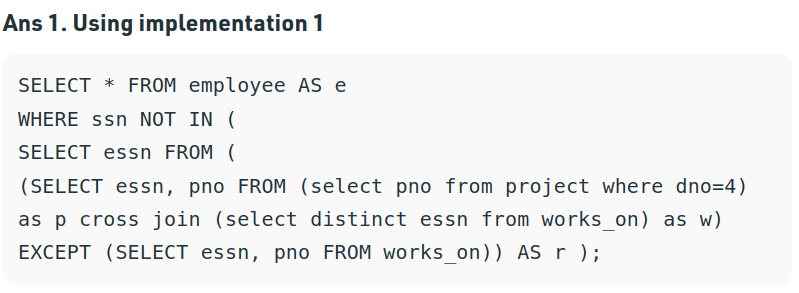 Ans 1. Using implementation 1
SELECT * FROM employee AS e
WHERE ssn NOT IN (
SELECT essn FROM (
(SELECT essn, pno FROM (select pno from project where dno=4)
as p cross join (select distinct essn from works_on) as w)
EXCEPT (SELECT essn, pno FROM works_on)) AS r );